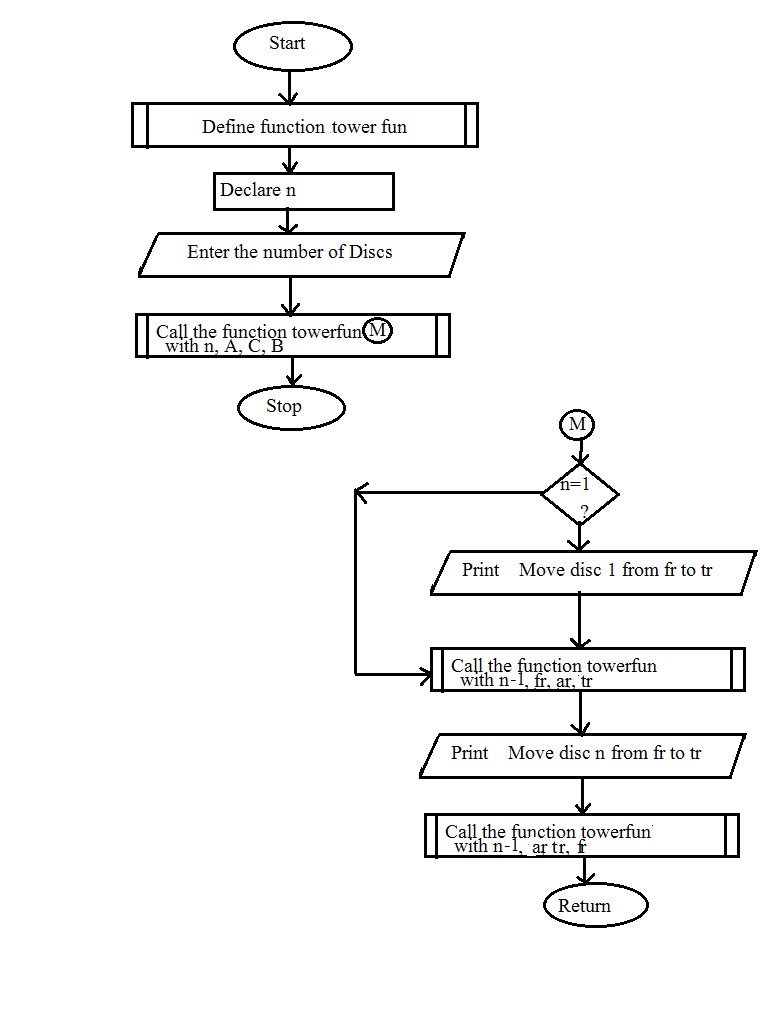 Start
Define function tower fun
Declare n
Enter the number of Discs
Call the function towerfun M
with n, A, C, B
Stop
M
n=1
?
Print Move disc 1 from fr to tr
Call the function towerfun
with n-1, fr, ar, tr
Print Move disc n from fr to tr
Call the function towerfun
with n-1, ar tr, fr
Return